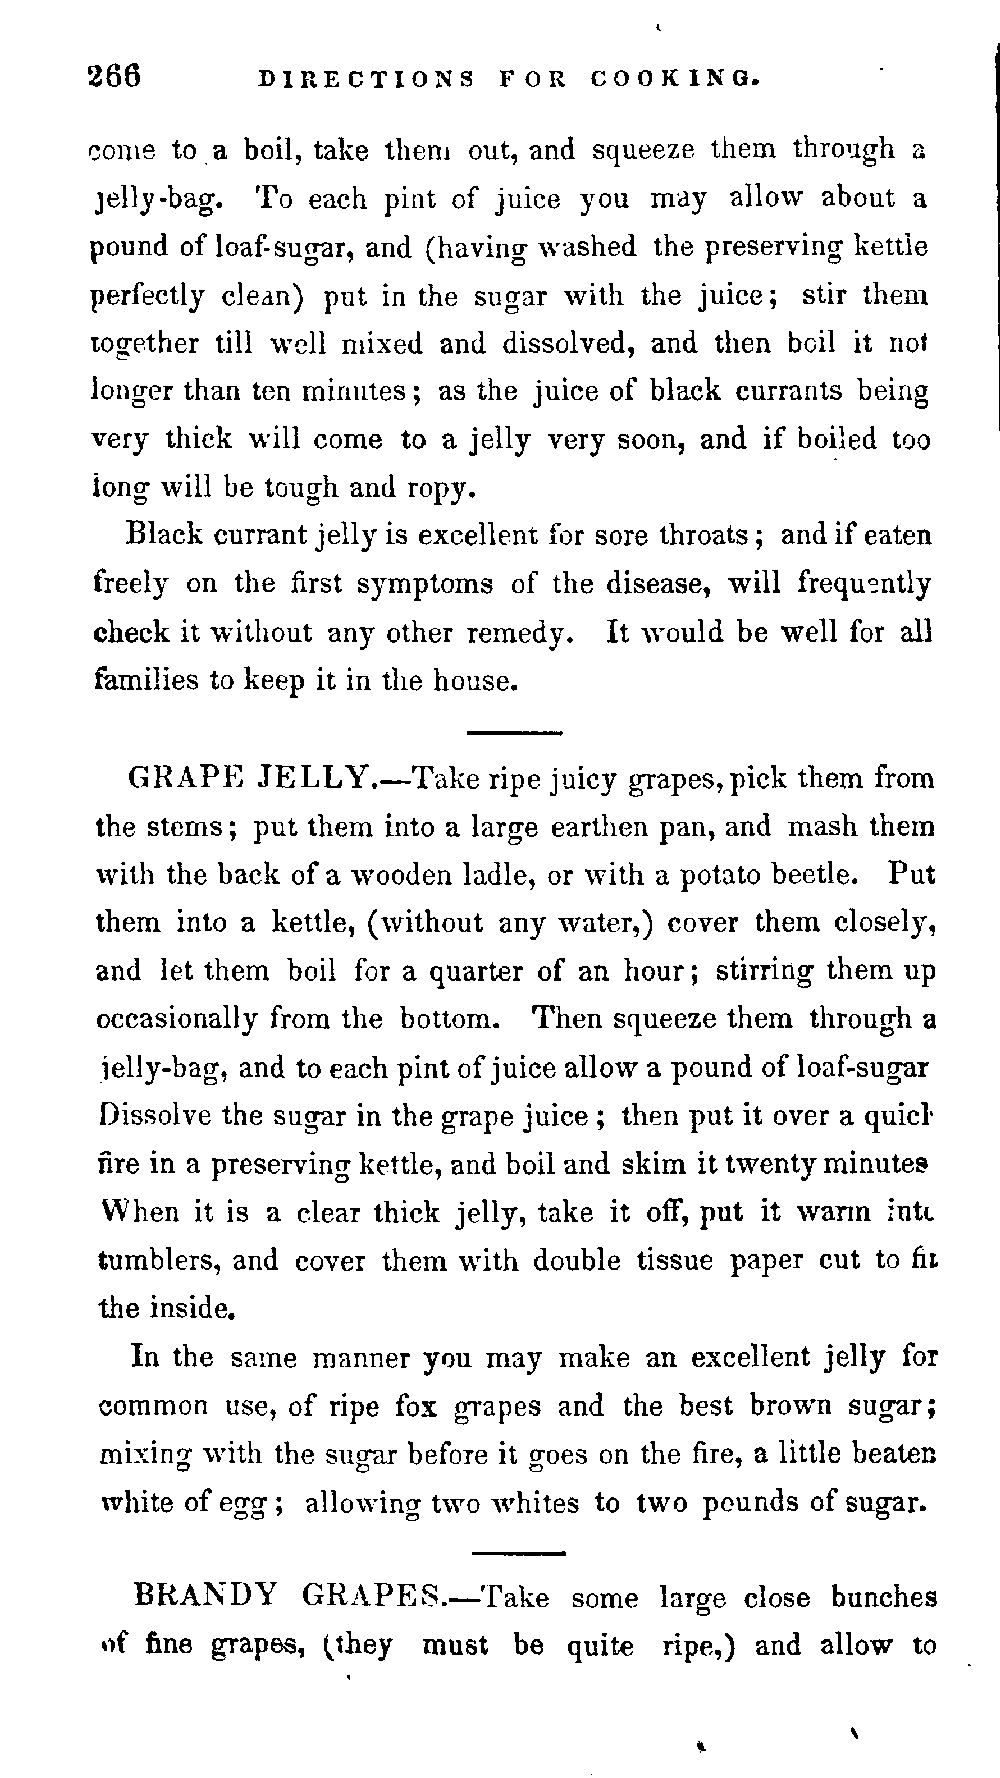 266 DIRECTIONS FOR COOKING.
come to a boil, take them out, and squeeze them through a
jelly-bag. To each pint of juice you may allow about a
pound of loaf-sugar, and (having washed the preserving kettle
perfectly clean) put in the sugar with the juice; stir them
together till well mixed and dissolved, and then boil it not
longer than ten minutes; as the juice of black currants being
very thick will come to a jelly very soon, and if boiled too
long will be tough and ropy.
Black currant jelly is excellent for sore throats; and if eaten
freely on the first symptoms of the disease, will frequently
check it without any other remedy. It would be well for all
families to keep it in the house.
GRAPE JELLY.—Take ripe juicy grapes, pick them from
the stems; put them into a large earthen pan, and mash them
with the back of a wooden ladle, or with a potato beetle. Put
them into a kettle, (without any water,) cover them closely,
and let them boil for a quarter of an hour; stirring them up
occasionally from the bottom. Then squeeze them through a
jelly-bag, and to each pint of juice allow a pound of loaf-sugar
Dissolve the sugar in the grape juice; then put it over a quick
fire in a preserving kettle, and boil and skim it twenty minutes
When it is a clear thick jelly, take it off, put it warm into
tumblers, and cover them with double tissue paper cut to fit
the inside.
In the same manner you may make an excellent jelly for
common use, of ripe fox grapes and the best brown sugar;
mixing with the sugar before it goes on the fire, a little beaten
white of egg; allowing two whites to two pounds of sugar.
BRANDY GRAPES.—Take some large close bunches
of fine grapes, (they must be quite ripe,) and allow to